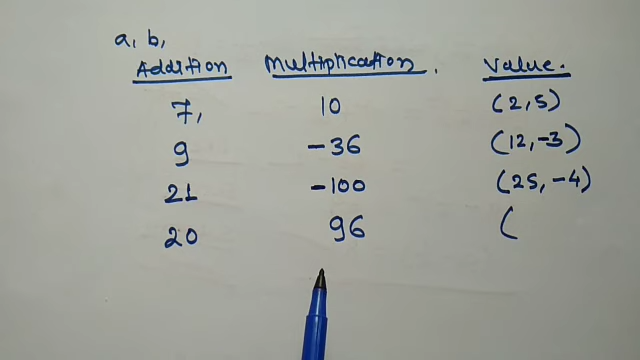 a, b,
Addition Multiplication. Value.
7, 10 (2,5)
9 -36 (12,-3)
21 -100 (25,-4)
20 96 (